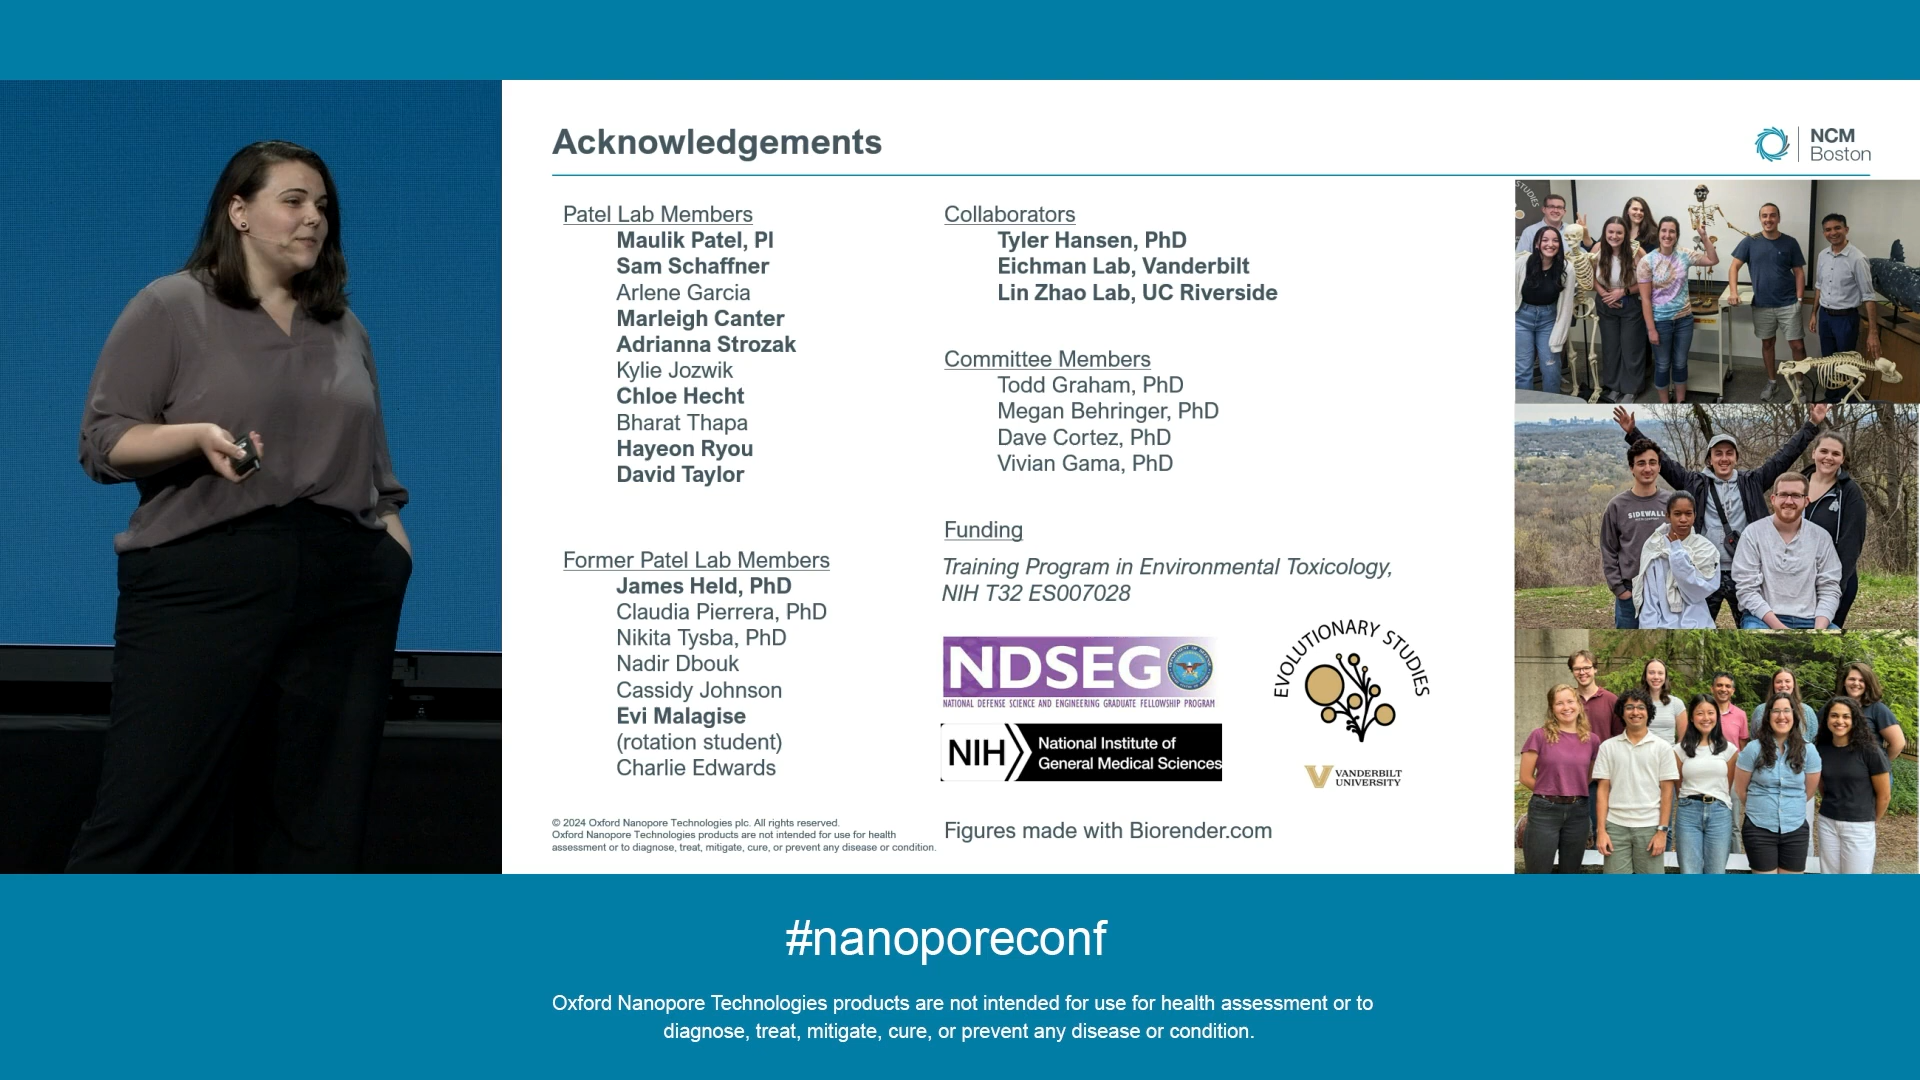 Acknowledgements
NCM
Boston
Patel Lab Members
Maulik Patel, PI
Sam Schaffner
Arlene Garcia
Marleigh Canter
Adrianna Strozak
Kylie Jozwik
Chloe Hecht
Bharat Thapa
Hayeon Ryou
David Taylor
Former Patel Lab Members
James Held, PhD
Claudia Pierrera, PhD
Nikita Tysba, PhD
Nadir Dbouk
Cassidy Johnson
Evi Malagise
(rotation student)
Charlie Edwards
© 2024 Oxford Nanopore Technologies plc. All rights reserved.
Oxford Nanopore Technologies products are not intended for use for health
assessment or to diagnose, treat, mitigate, cure, or prevent any disease or condition.
Collaborators
Tyler Hansen, PhD
Eichman Lab, Vanderbilt
Lin Zhao Lab, UC Riverside
Committee Members
Todd Graham, PhD
Megan Behringer, PhD
Dave Cortez, PhD
Vivian Gama, PhD
Funding
Training Program in Environmental Toxicology,
NIH T32 ES007028
NDSEG
NATIONAL DEFENSE SCIENCE AND ENGINEERING GRADUATE FELLOWSHIP PROGRAM
NIH
National Institute of
General Medical Sciences
EVOLUTIONARY STUDIES
V
VANDERBILT
UNIVERSITY
Figures made with Biorender.com
STUDIES
SIDEWALL
#nanoporeconf
Oxford Nanopore Technologies products are not intended for use for health assessment or to
diagnose, treat, mitigate, cure, or prevent any disease or condition.